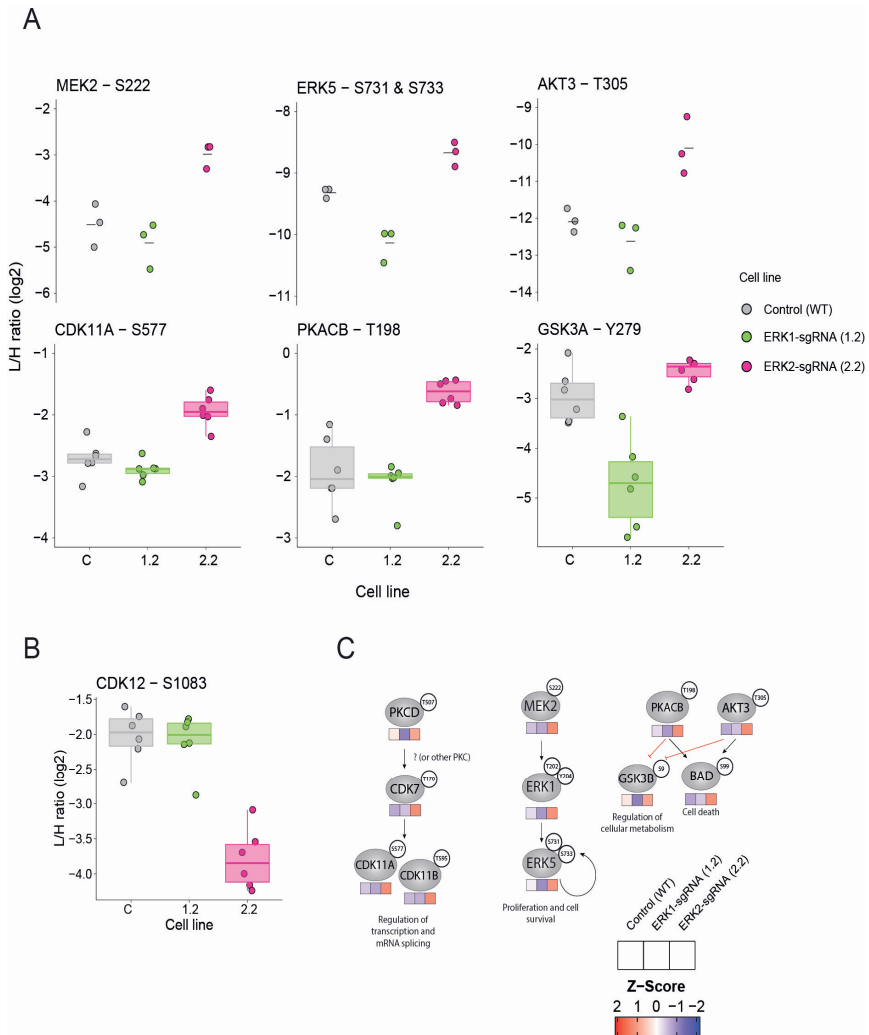 A
MEK2 – S222
ERK5 – S731 & S733
AKT3 – T305
−2
−3
−4
−5
−6
−8
−9
−10
−11
−9
−10
−11
−12
−13
−14
L/H ratio (log2)
CDK11A – S577
PKACB – T198
GSK3A – Y279
−1
−2
−3
−4
0
−1
−2
−3
−2
−3
−4
−5
C 1.2 2.2
C 1.2 2.2
C 1.2 2.2
Cell line
Cell line
Control (WT)
ERK1-sgRNA (1.2)
ERK2-sgRNA (2.2)
B
CDK12 – S1083
L/H ratio (log2)
−1.5
−2.0
−2.5
−3.0
−3.5
−4.0
C 1.2 2.2
Cell line
C
PKCD T507
? (or other PKC)
CDK7 T170
CDK11A S577
CDK11B T595
Regulation of
transcription and
mRNA splicing
MEK2 S222
ERK1 T202 Y204
ERK5 S731 S733
Proliferation and cell
survival
PKACB T198
AKT3 T305
GSK3B S9
BAD S99
Regulation of
cellular metabolism
Cell death
Control (WT)
ERK1-sgRNA (1.2)
ERK2-sgRNA (2.2)
Z−Score
2 1 0 −1 −2